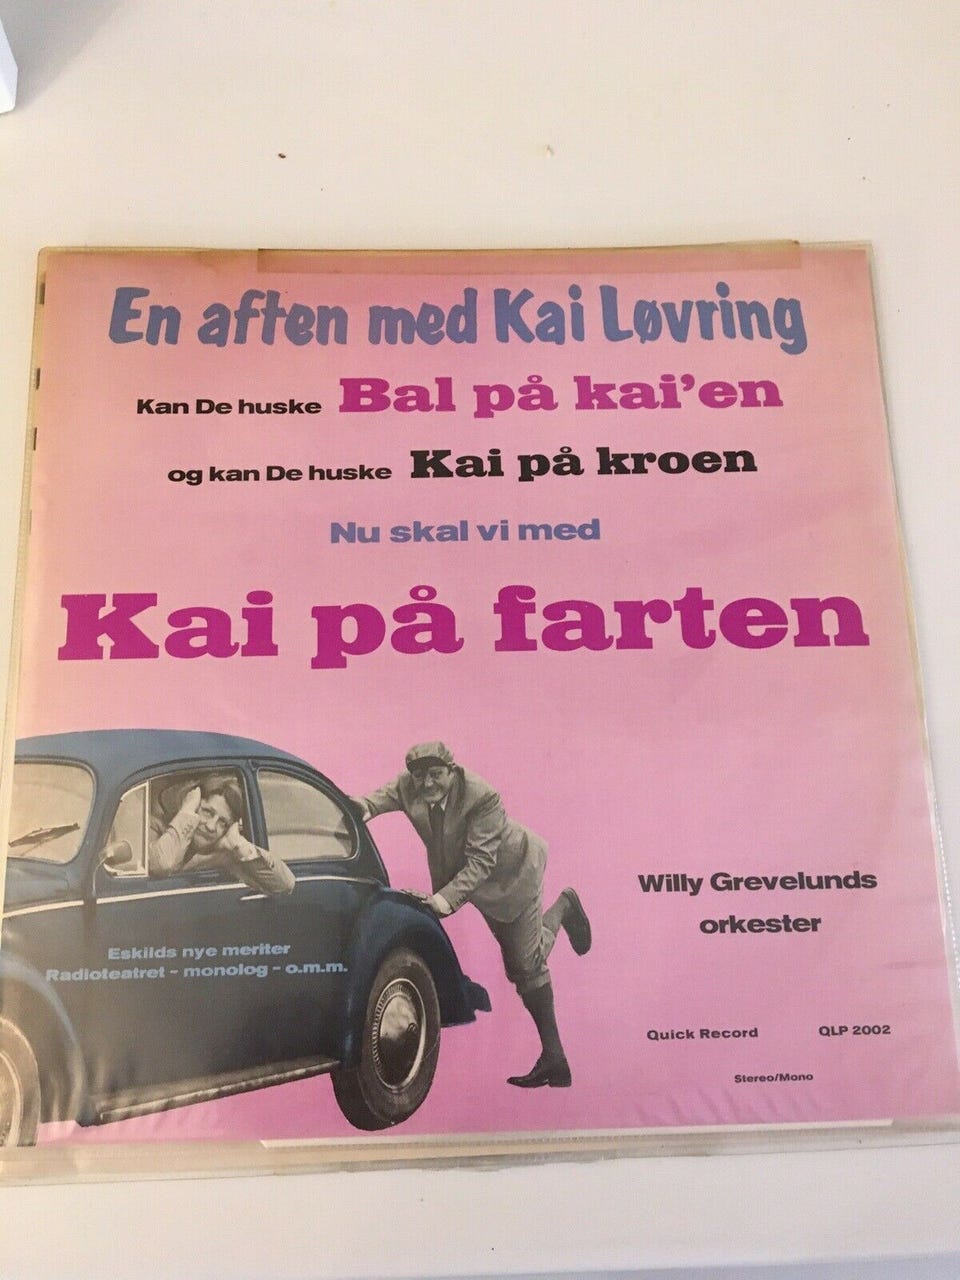 En aften med Kai Løvring
Kan De huske Bal på kai'en
og kan De huske Kai på kroen
Nu skal vi med
Kai på farten
Willy Grevelunds
orkester
Eskilds nye meriter
Radioteatret - monolog - o.m.m.
Quick Record QLP 2002
Stereo/Mono